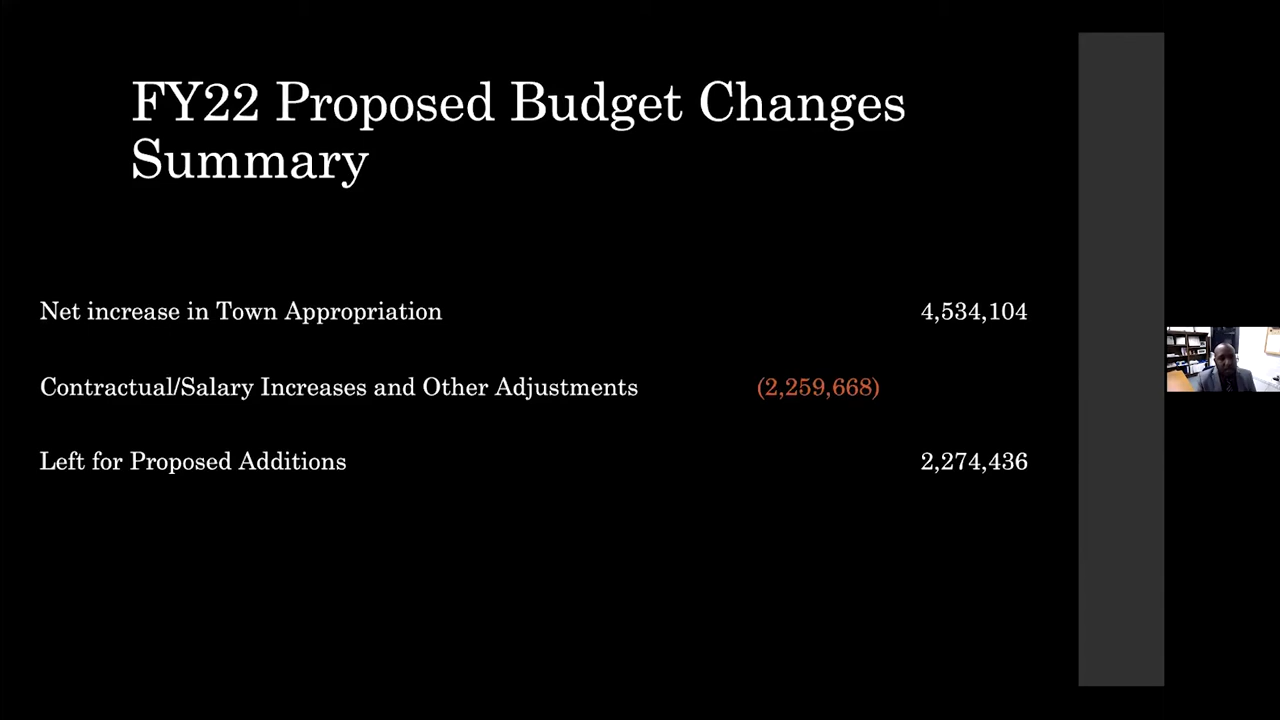 FY22 Proposed Budget Changes
Summary
Net increase in Town Appropriation 4,534,104
Contractual/Salary Increases and Other Adjustments (2,259,668)
Left for Proposed Additions 2,274,436